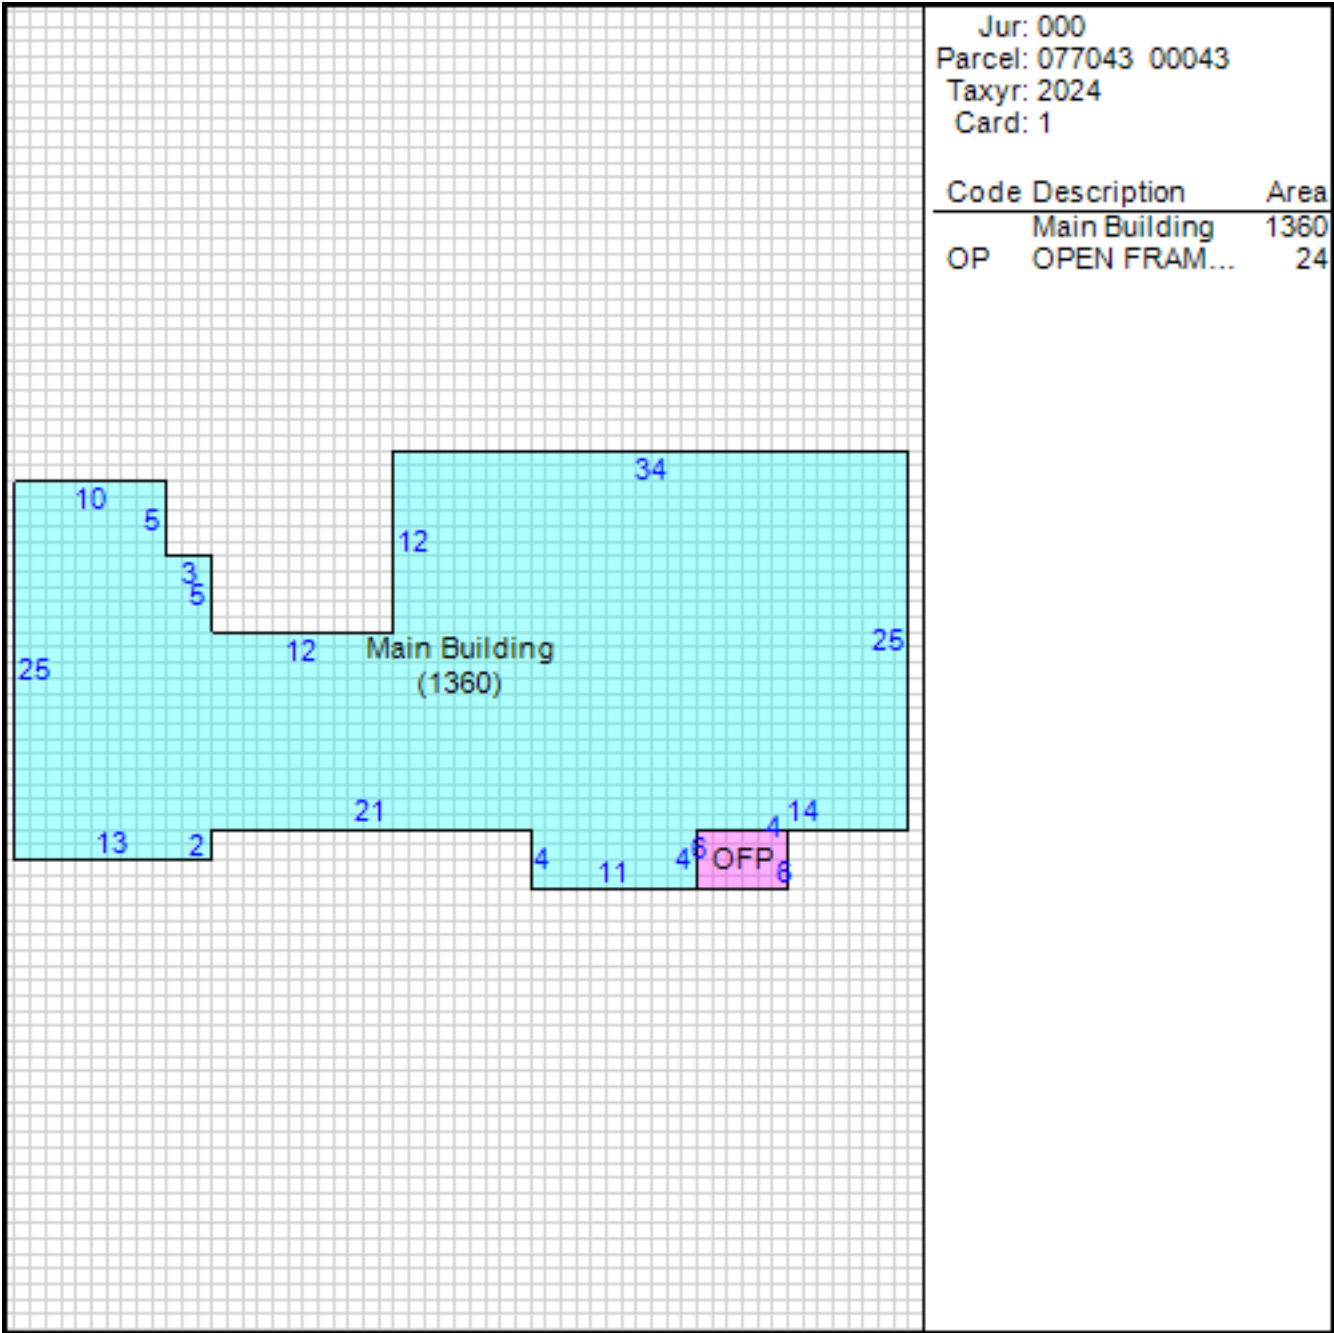 Jur: 000
Parcel: 077043 00043
Taxyr: 2024
Card: 1
Code Description Area
Main Building 1360
OP OPEN FRAM... 24
34
10
5
12
3
5
12
Main Building
(1360)
25
25
21
14
4
13
2
4
11
4
6
OFP
6